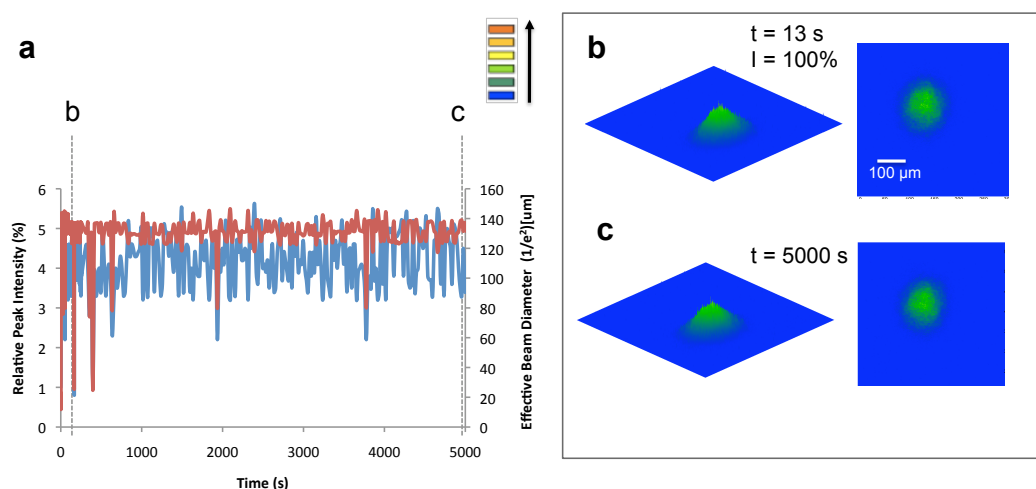 a
b
c
6
5
4
3
2
1
0
Relative Peak Intensity (%)
160
140
120
100
80
60
40
20
0
Effective Beam Diameter (1/e²)[um]
0 1000 2000 3000 4000 5000
Time (s)
b
t = 13 s
I = 100%
100 µm
c
t = 5000 s